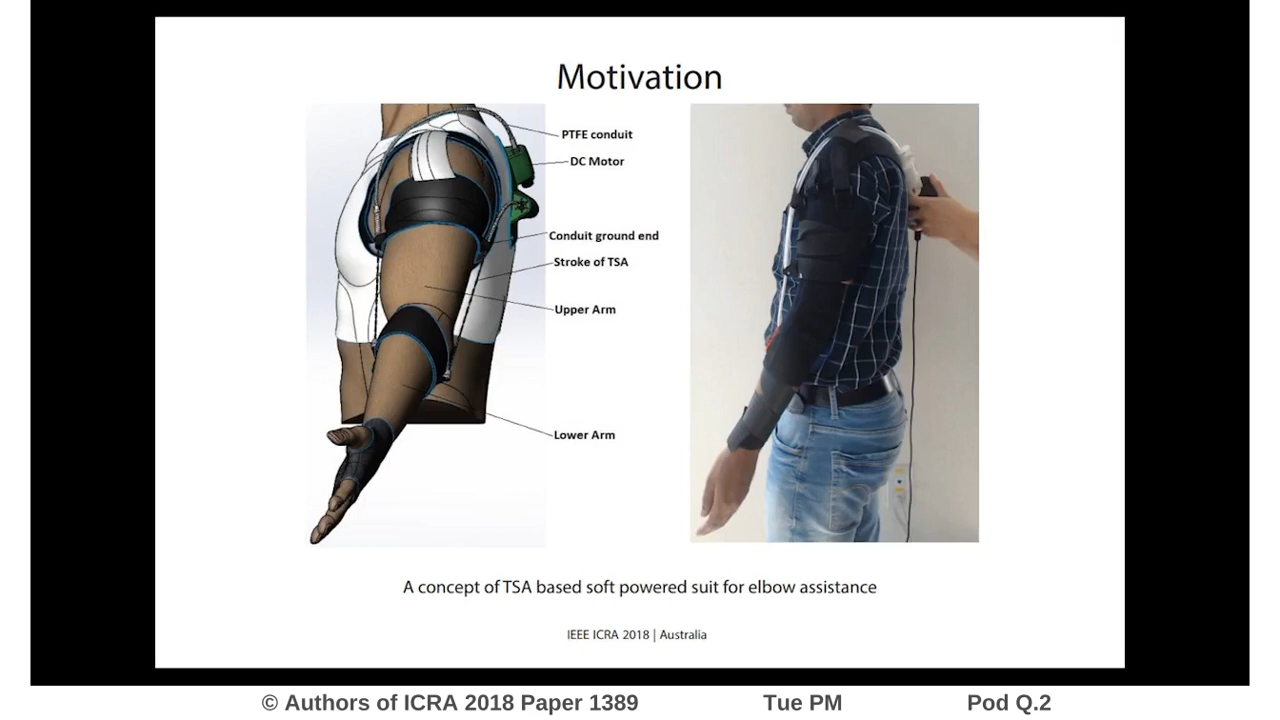 Motivation
PTFE conduit
DC Motor
Conduit ground end
Stroke of TSA
Upper Arm
Lower Arm
A concept of TSA based soft powered suit for elbow assistance
IEEE ICRA 2018 | Australia
© Authors of ICRA 2018 Paper 1389 Tue PM Pod Q.2